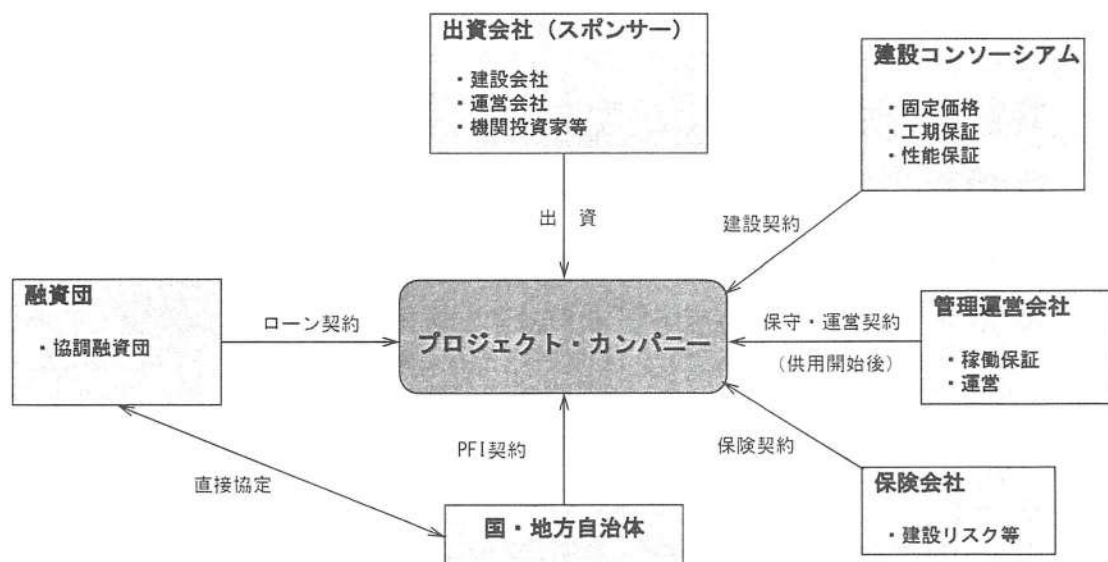 出資会社（スポンサー）
・建設会社
・運営会社
・機関投資家等
建設コンソーシアム
・固定価格
・工期保証
・性能保証
出　資
建設契約
融資団
・協調融資団
ローン契約
プロジェクト・カンパニー
保守・運営契約
(供用開始後)
管理運営会社
・稼働保証
・運営
直接協定
PFI契約
保険契約
国・地方自治体
保険会社
・建設リスク等